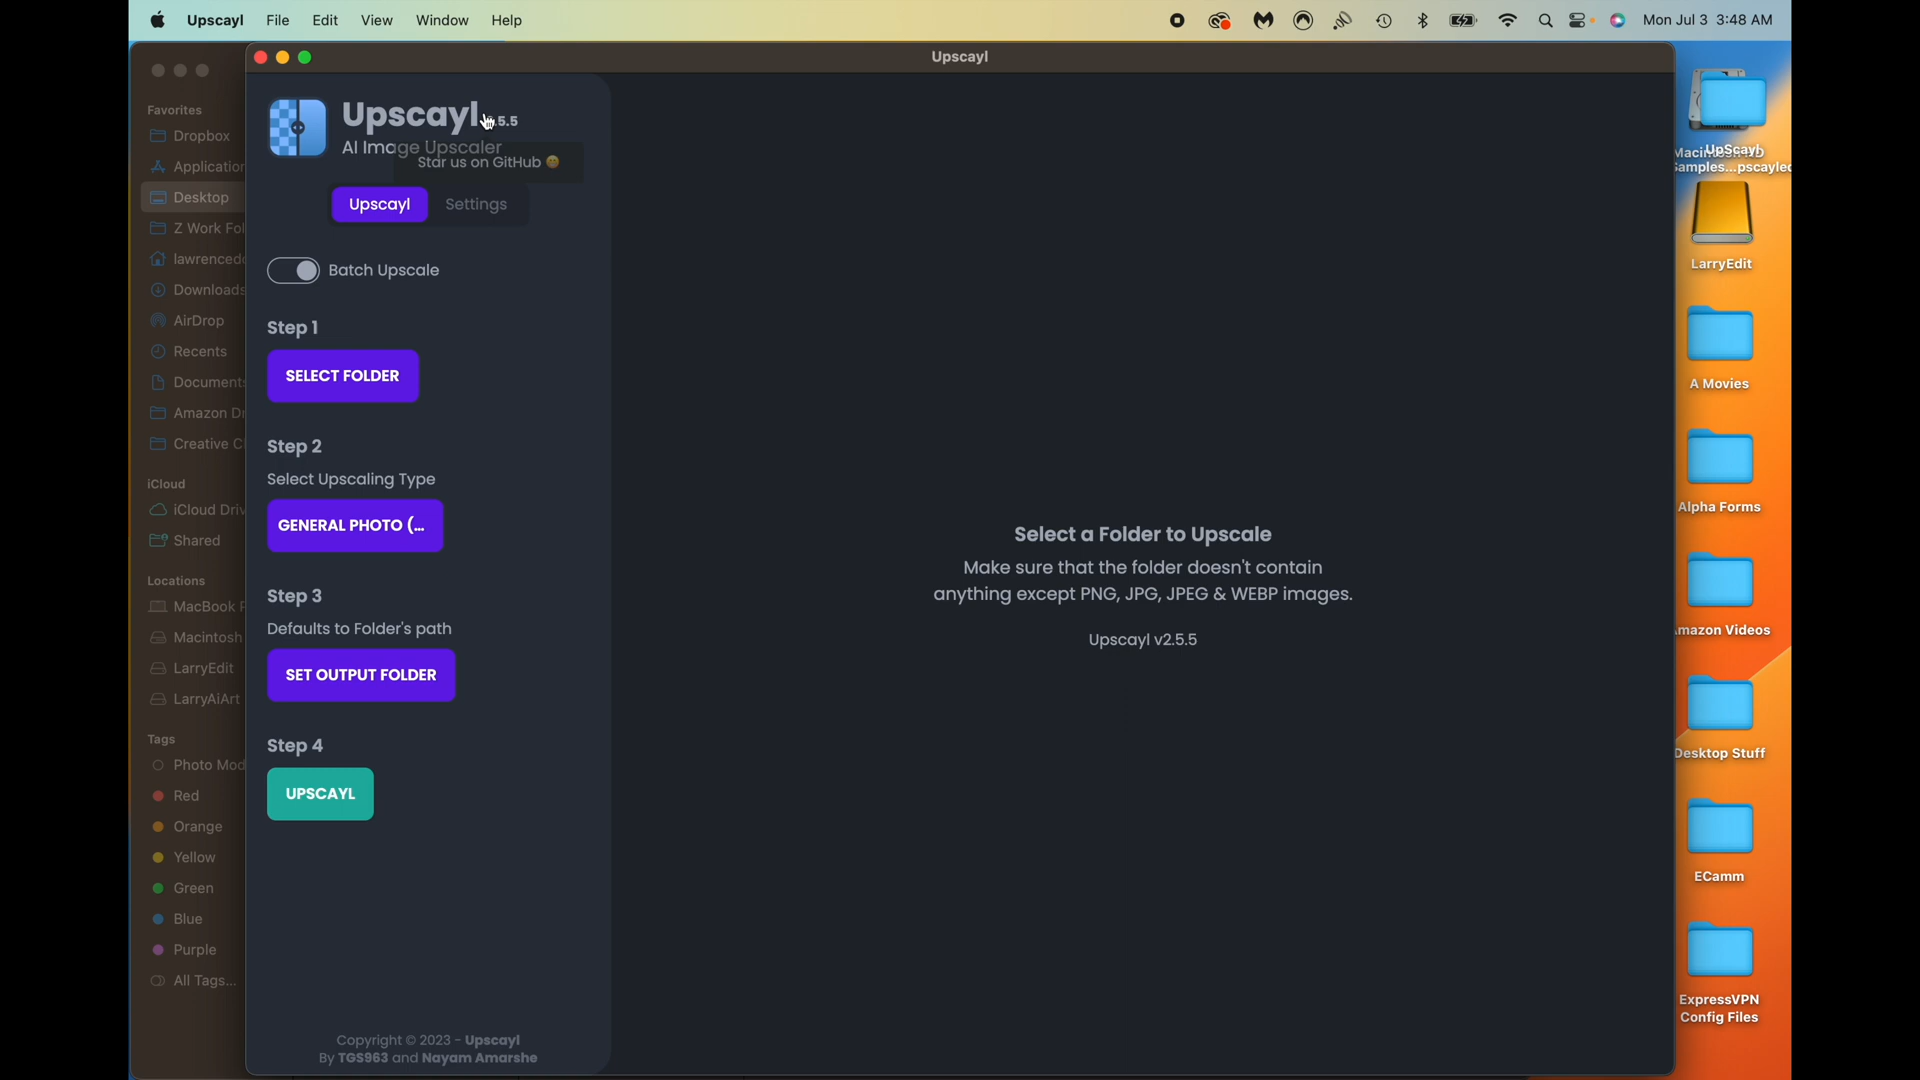 Upscayl File Edit View Window Help
Mon Jul 3 3:48 AM
Upscayl
Favorites
Dropbox
Desktop
AirDrop
Recents
iCloud
Shared
Locations
LarryEdit
LarryAiArt
Tags
Red
Orange
Yellow
Green
Blue
Purple
All Tags...
Upscayl
AI Image Upscaler
Star us on GitHub 😁
Upscayl Settings
Batch Upscale
Step 1
SELECT FOLDER
Step 2
Select Upscaling Type
GENERAL PHOTO (...
Step 3
Defaults to Folder's path
SET OUTPUT FOLDER
Step 4
UPSCAYL
Copyright © 2023 - Upscayl
By TGS963 and Nayam Amarshe
Select a Folder to Upscale
Make sure that the folder doesn't contain
anything except PNG, JPG, JPEG & WEBP images.
Upscayl v2.5.5
LarryEdit
A Movies
Alpha Forms
Desktop Stuff
ECamm
ExpressVPN
Config Files